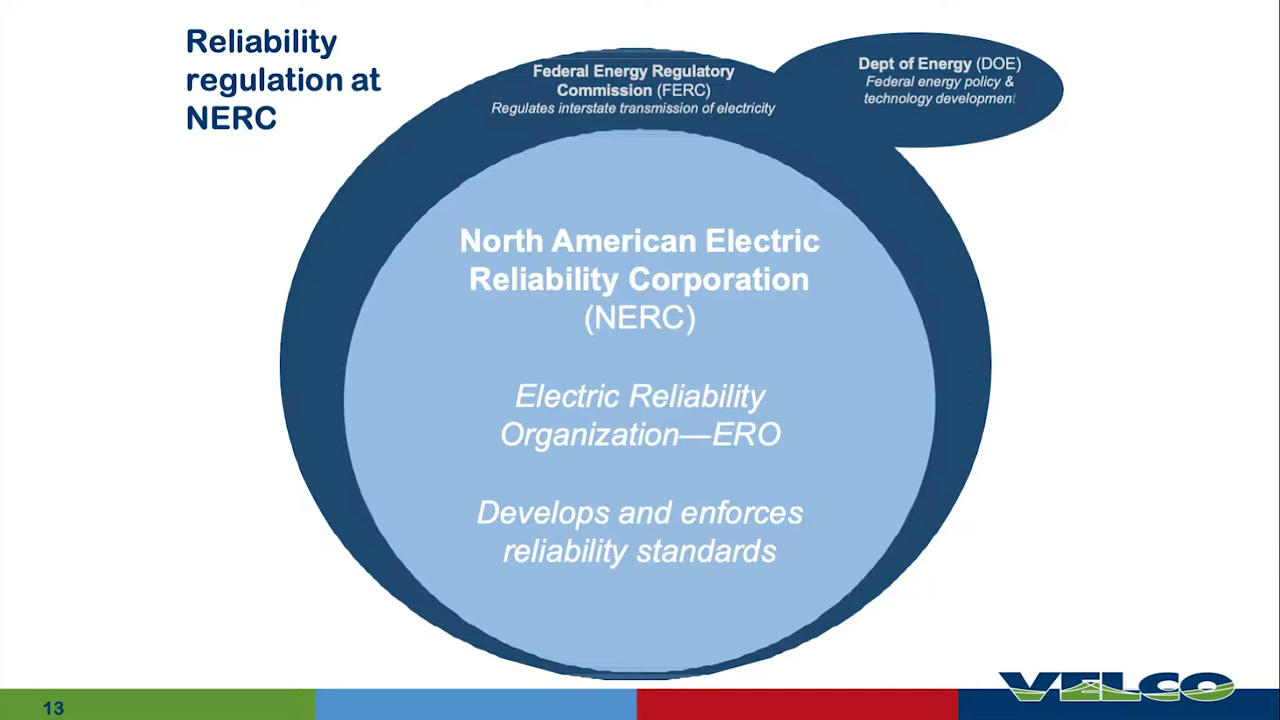 Reliability
regulation at
NERC
Federal Energy Regulatory
Commission (FERC)
Regulates interstate transmission of electricity
Dept of Energy (DOE)
Federal energy policy &
technology development
North American Electric
Reliability Corporation
(NERC)
Electric Reliability
Organization—ERO
Develops and enforces
reliability standards
13
VELCO